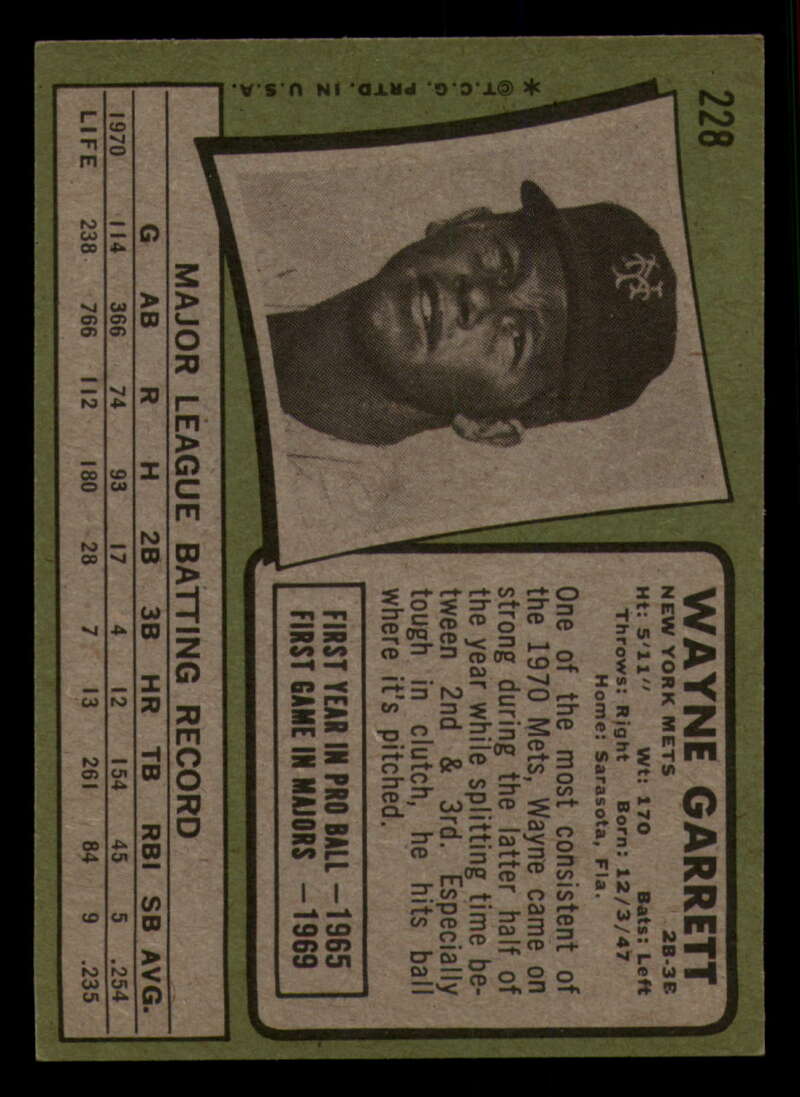 228
WAYNE GARRETT
NEW YORK METS 2B-3B
Ht: 5'11" Wt: 170 Bats: Left
Throws: Right Born: 12/3/47
Home: Sarasota, Fla.
One of the most consistent of
the 1970 Mets, Wayne came on
strong during the latter half of
the year while splitting time be-
tween 2nd & 3rd. Especially
tough in clutch, he hits ball
where it's pitched.
FIRST YEAR IN PRO BALL —1965
FIRST GAME IN MAJORS —1969
NY
* ©T.C.G. PRTD. IN U.S.A.
MAJOR LEAGUE BATTING RECORD
G AB R H 2B 3B HR TB RBI SB AVG.
1970 114 366 74 93 17 4 12 154 45 5 .254
LIFE 238 766 112 180 28 7 13 261 84 9 .235